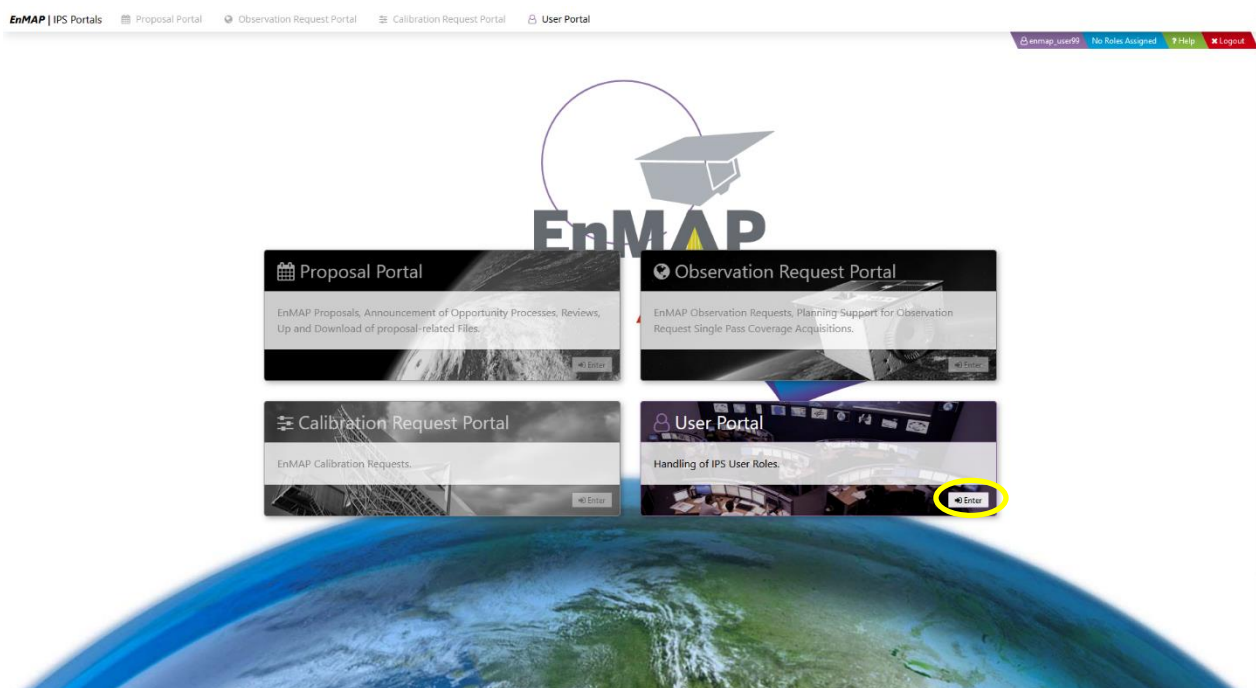 EnMAP | IPS Portals Proposal Portal Observation Request Portal Calibration Request Portal User Portal
enmap_user99 No Roles Assigned ? Help Logout
EnMAP
Proposal Portal
EnMAP Proposals, Announcement of Opportunity Processes, Reviews,
Up and Download of proposal-related Files.
Enter
Observation Request Portal
EnMAP Observation Requests, Planning Support for Observation
Request Single Pass Coverage Acquisitions.
Enter
Calibration Request Portal
EnMAP Calibration Requests.
Enter
User Portal
Handling of IPS User Roles.
Enter